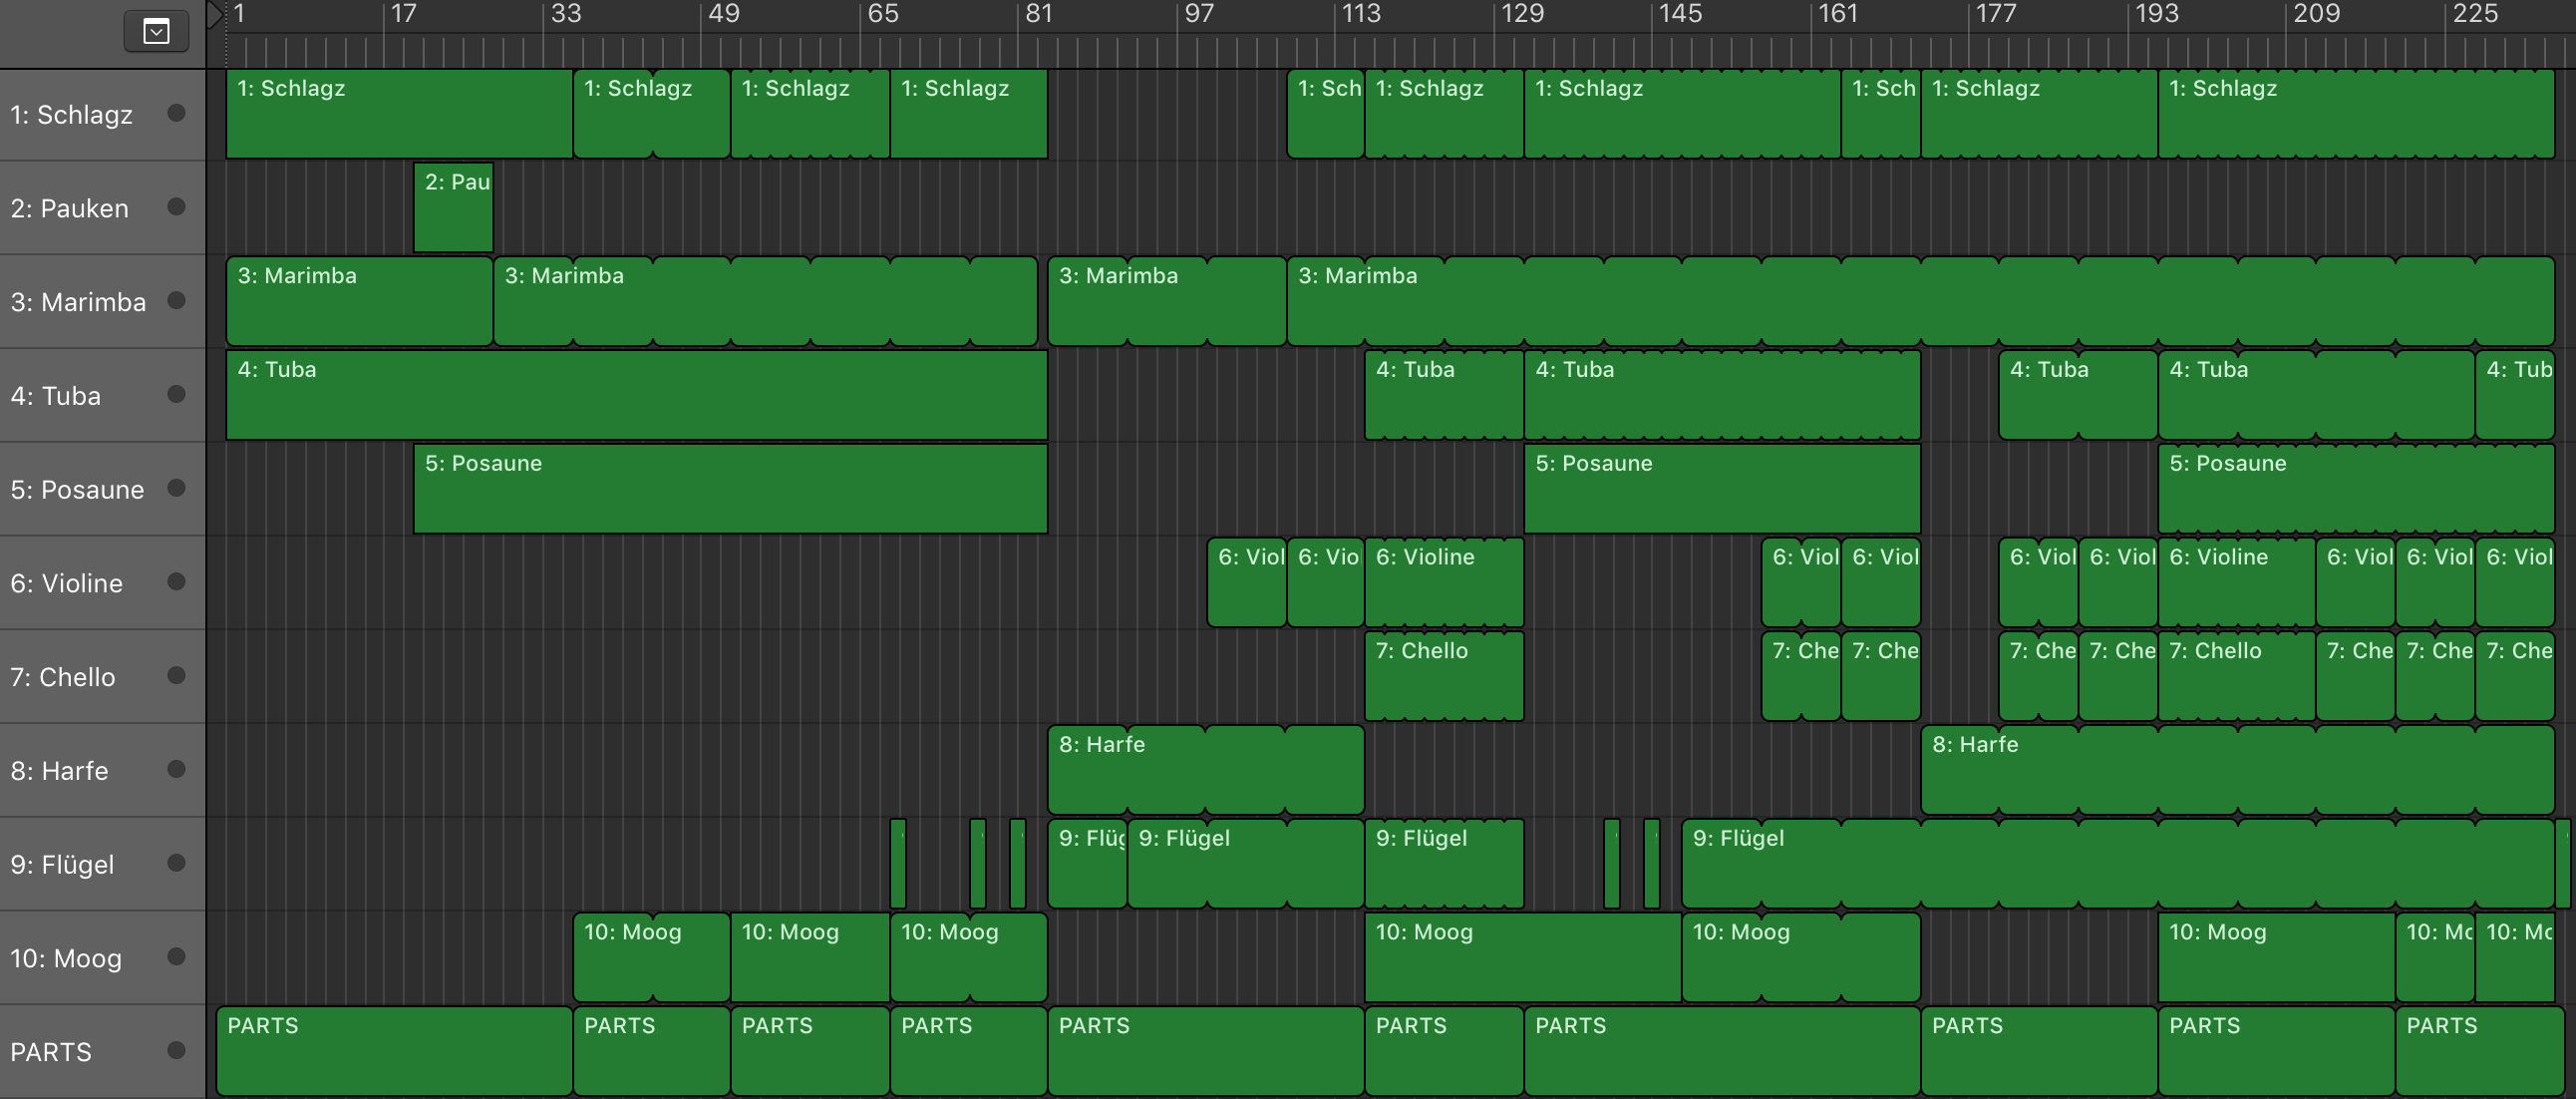 1 17 33 49 65 81 97 113 129 145 161 177 193 209 225
1: Schlagz 1: Schlagz 1: Schlagz 1: Schlagz 1: Schlagz 1: Sch 1: Schlagz 1: Schlagz 1: Sch 1: Schlagz 1: Schlagz
2: Pauken 2: Pau
3: Marimba 3: Marimba 3: Marimba 3: Marimba 3: Marimba
4: Tuba 4: Tuba 4: Tuba 4: Tuba 4: Tuba 4: Tuba 4: Tub
5: Posaune 5: Posaune 5: Posaune 5: Posaune
6: Violine 6: Viol 6: Vio 6: Violine 6: Viol 6: Viol 6: Viol 6: Viol 6: Violine 6: Viol 6: Viol 6: Viol
7: Chello 7: Chello 7: Che 7: Che 7: Che 7: Che 7: Chello 7: Che 7: Che 7: Che
8: Harfe 8: Harfe 8: Harfe
9: Flügel 9: Flüg 9: Flügel 9: Flügel 9: Flügel
10: Moog 10: Moog 10: Moog 10: Moog 10: Moog 10: Moog 10: Moog 10: Mo 10: Mo
PARTS PARTS PARTS PARTS PARTS PARTS PARTS PARTS PARTS PARTS PARTS